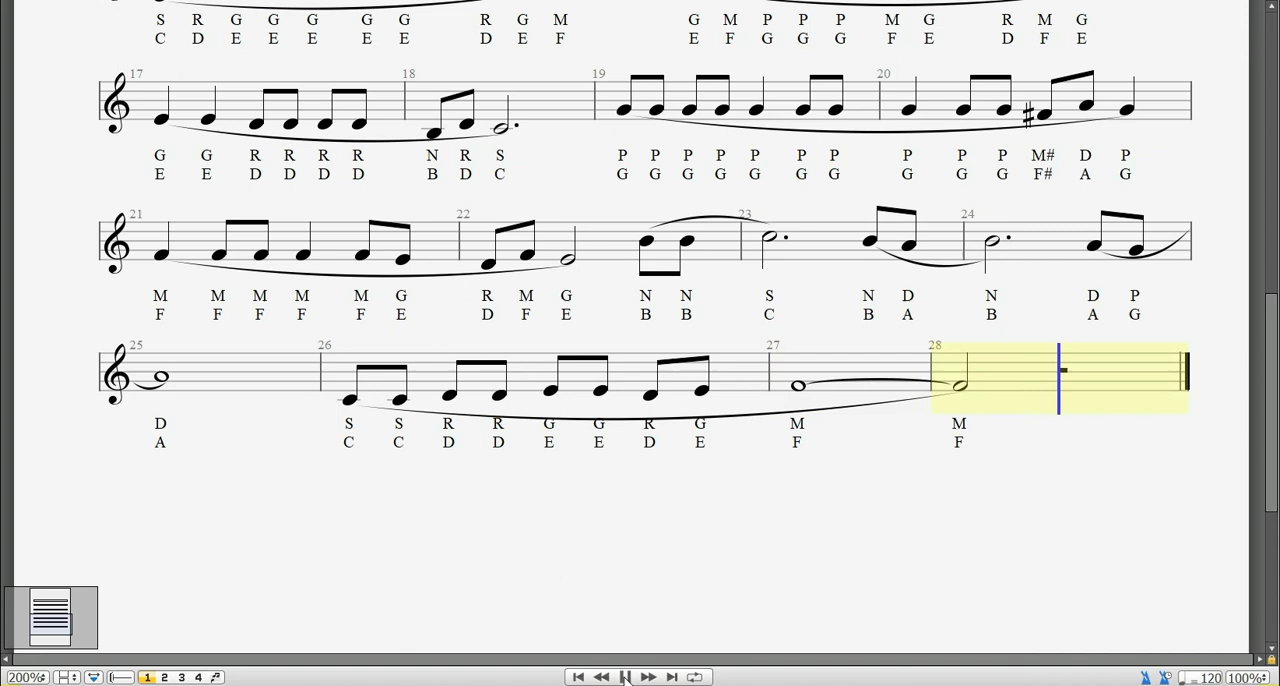 S R G G G G G R G M G M P P P M G R M G
C D E E E E E D E F E F G G G F E D F E
17 18 19 20
G G R R R R N R S P P P P P P P P P P M# D P
E E D D D D B D C G G G G G G G G G G F# A G
21 22 23 24
M M M M M G R M G N N S N D N D P
F F F F F E D F E B B C B A B A G
25 26 27 28
D S S R R G G R G M M
A C C D D E E D E F F
200% 1 2 3 4 = 120 100%